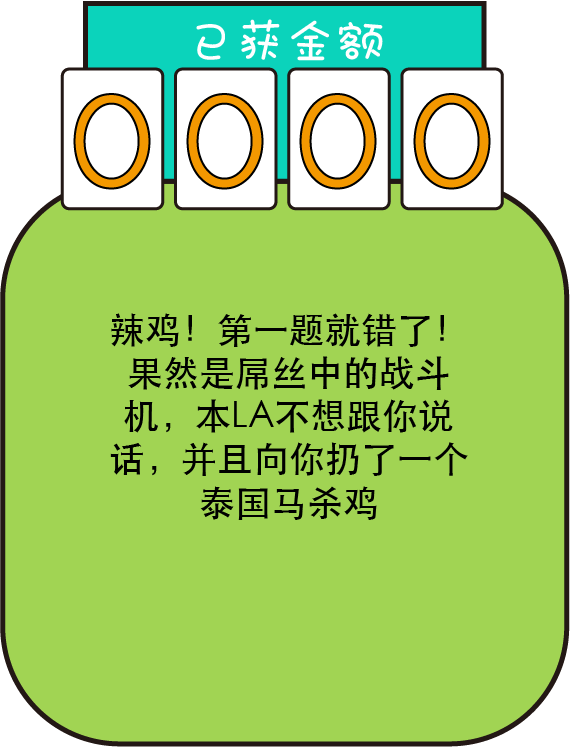 已获金额
0 0 0 0
辣鸡！第一题就错了！
果然是屌丝中的战斗
机，本LA不想跟你说
话，并且向你扔了一个
泰国马杀鸡